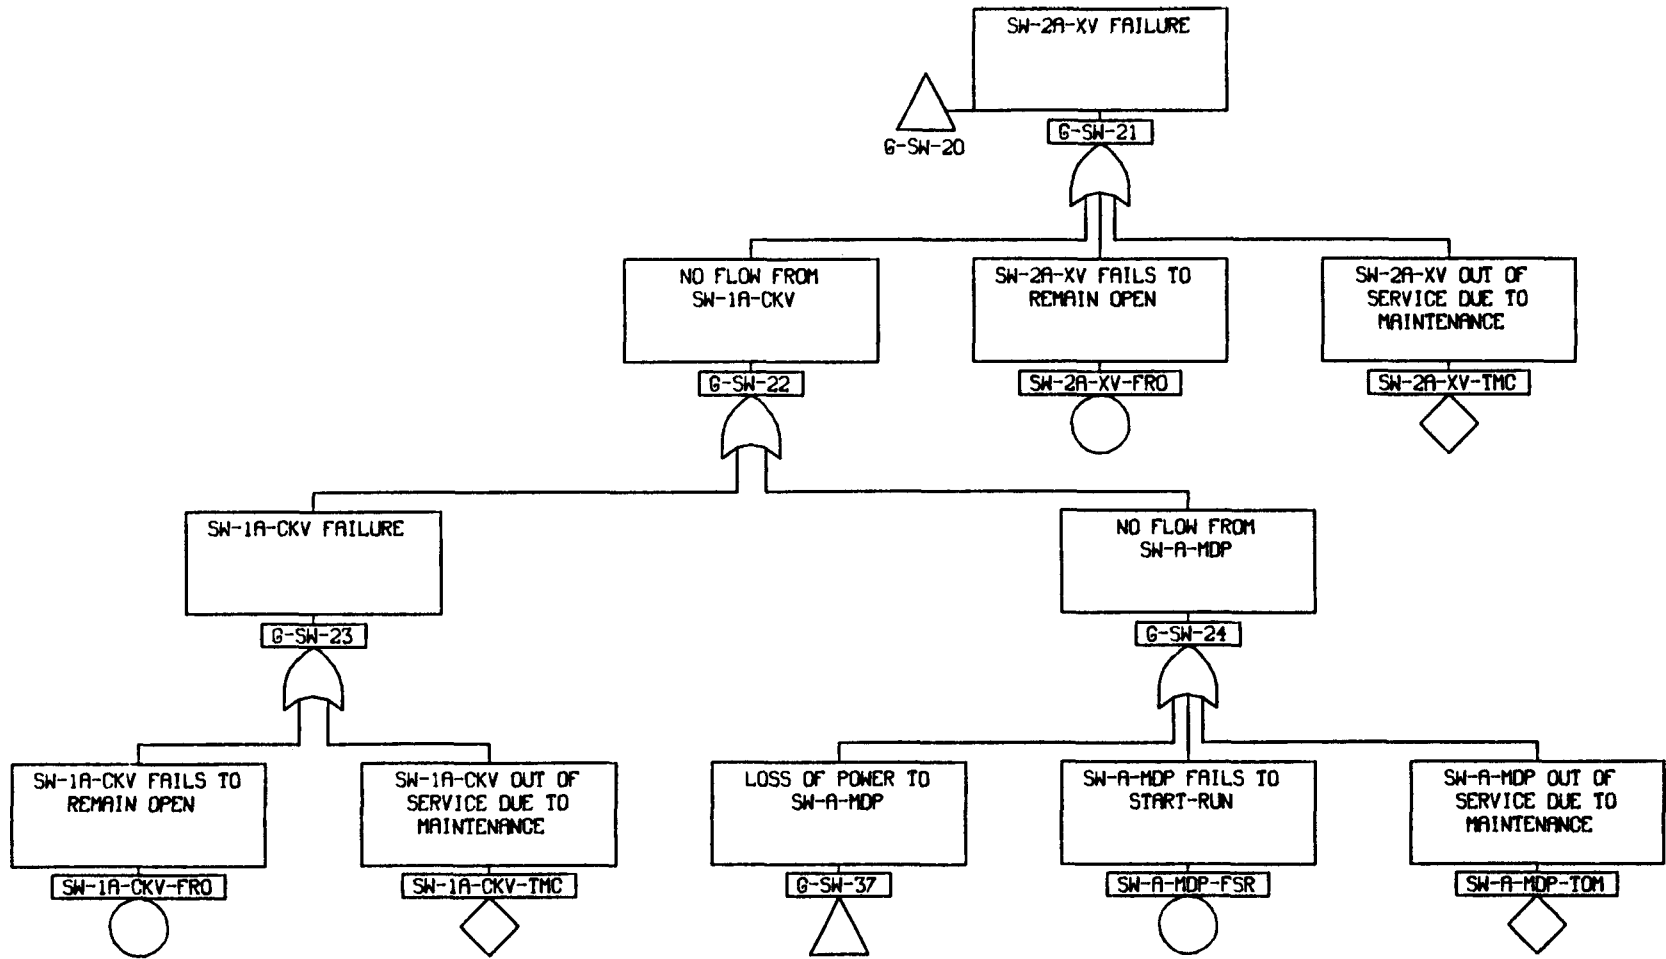 SW-2A-XV FAILURE
G-SW-20
G-SW-21
NO FLOW FROM
SW-1A-CKV
G-SW-22
SW-2A-XV FAILS TO
REMAIN OPEN
SW-2A-XV-FRO
SW-2A-XV OUT OF
SERVICE DUE TO
MAINTENANCE
SW-2A-XV-TMC
SW-1A-CKV FAILURE
G-SW-23
NO FLOW FROM
SW-A-MDP
G-SW-24
SW-1A-CKV FAILS TO
REMAIN OPEN
SW-1A-CKV-FRO
SW-1A-CKV OUT OF
SERVICE DUE TO
MAINTENANCE
SW-1A-CKV-TMC
LOSS OF POWER TO
SW-A-MDP
G-SW-37
SW-A-MDP FAILS TO
START-RUN
SW-A-MDP-FSR
SW-A-MDP OUT OF
SERVICE DUE TO
MAINTENANCE
SW-A-MDP-TOM